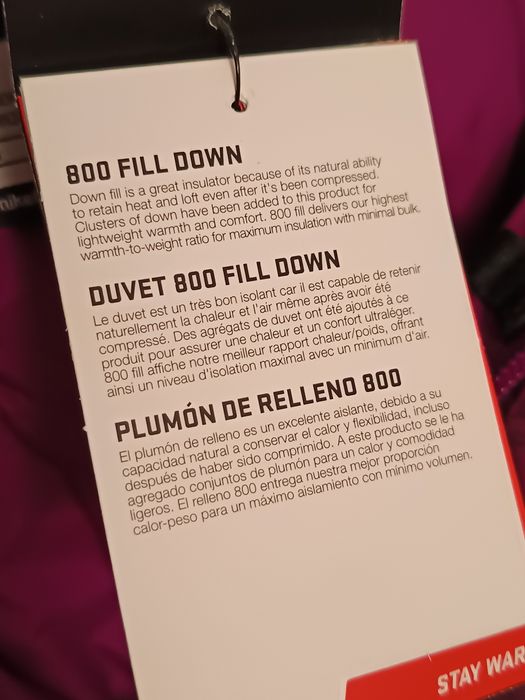 800 FILL DOWN
Down fill is a great insulator because of its natural ability
to retain heat and loft even after it's been compressed.
Clusters of down have been added to this product for
lightweight warmth and comfort. 800 fill delivers our highest
warmth-to-weight ratio for maximum insulation with minimal bulk.
DUVET 800 FILL DOWN
Le duvet est un très bon isolant car il est capable de retenir
naturellement la chaleur et l'air même après avoir été
compressé. Des agrégats de duvet ont été ajoutés à ce
produit pour assurer une chaleur et un confort ultraléger.
800 fill affiche notre meilleur rapport chaleur/poids, offrant
ainsi un niveau d'isolation maximal avec un minimum d'air.
PLUMÓN DE RELLENO 800
El plumón de relleno es un excelente aislante, debido a su
capacidad natural a conservar el calor y flexibilidad, incluso
después de haber sido comprimido. A este producto se le ha
agregado conjuntos de plumón para un calor y comodidad
ligeros. El relleno 800 entrega nuestra mejor proporción
calor-peso para un máximo aislamiento con mínimo volumen.
STAY WAR